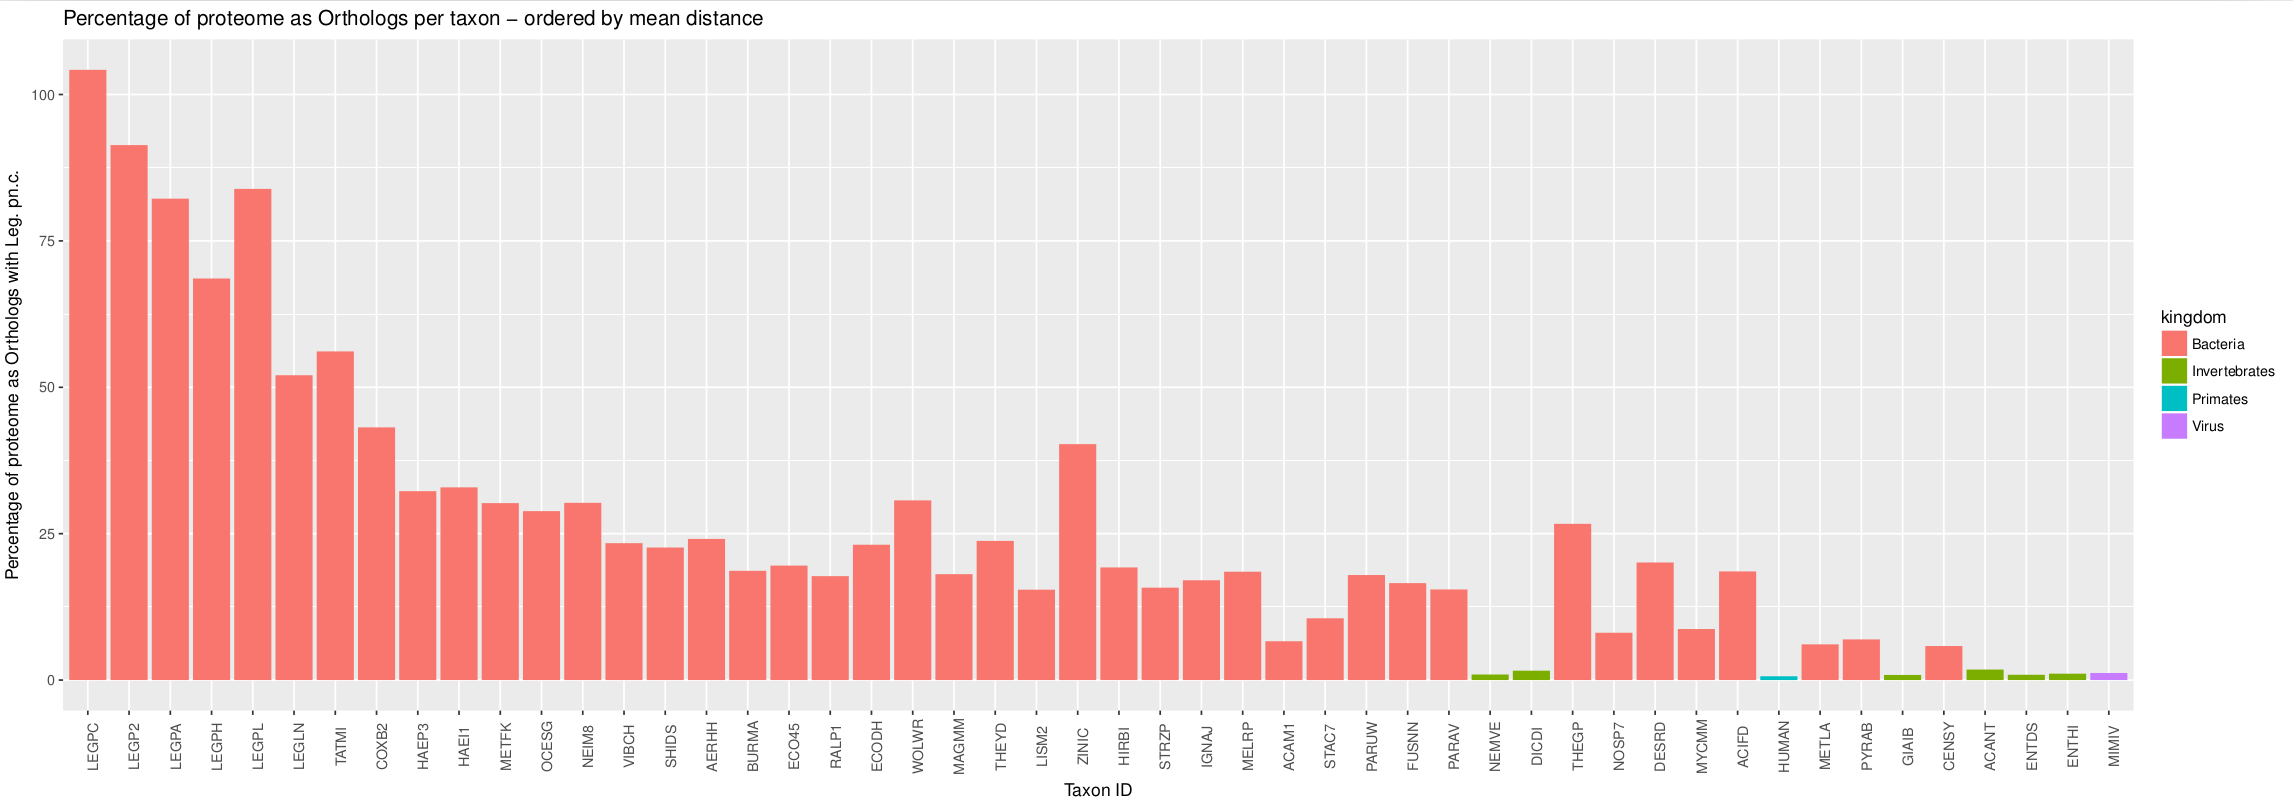 Percentage of proteome as Orthologs per taxon – ordered by mean distance
Percentage of proteome as Orthologs with Leg. pn.c.
100
75
50
25
0
LEGPC LEGP2 LEGPA LEGPH LEGPL LEGLN TATMI COXB2 HAEP3 HAEI1 METFK OCESG NEIM8 VIBCH SHIDS AERHH BURMA ECO45 RALP1 ECODH WOLWR MAGMM THEYD LISM2 ZINIC HIRBI STRZP IGNAJ MELRP ACAM1 STAC7 PARUW FUSNN PARAV NEMVE DICDI THEGP NOSP7 DESRD MYCMM ACIFD HUMAN METLA PYRAB GIAIB CENSY ACANT ENTDS ENTHI MIMIV
Taxon ID
kingdom
Bacteria
Invertebrates
Primates
Virus